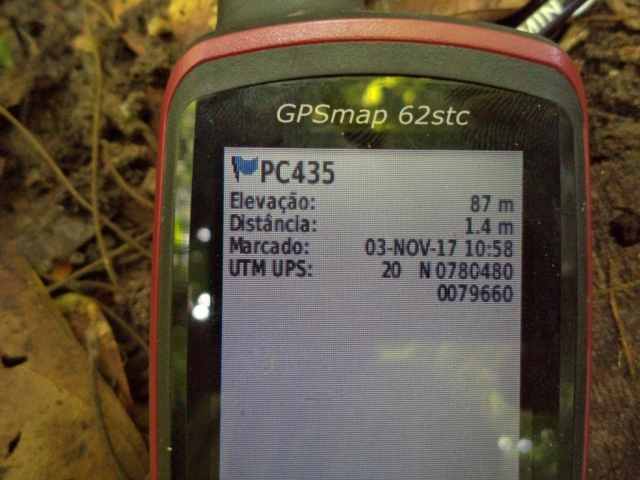 MIN
GPSmap 62stc
PC435
Elevação: 87 m
Distância: 1.4 m
Marcado: 03-NOV-17 10:58
UTM UPS: 20 N 0780480
0079660